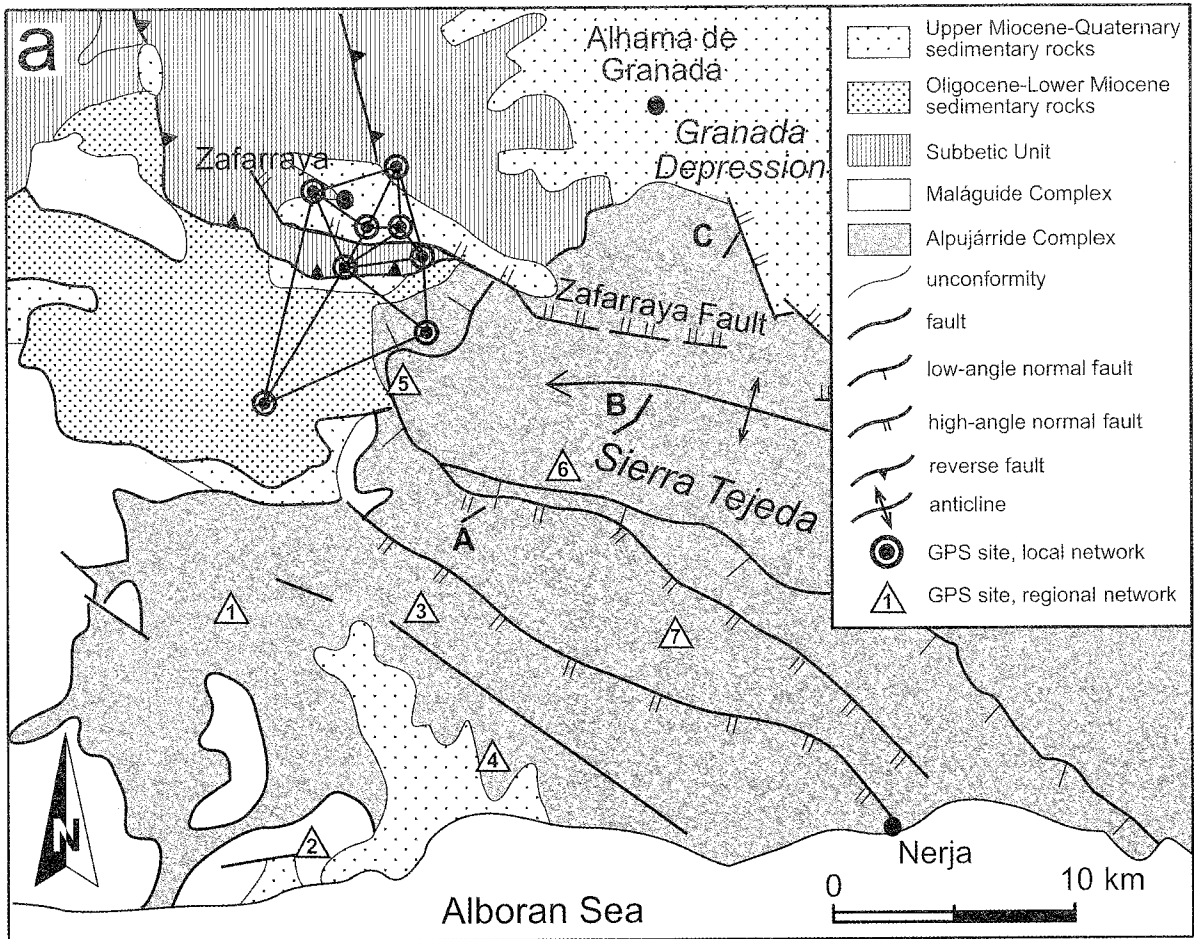 a
Alhama de
Granada
Granada
Depression
Zafarraya
C
Zafarraya Fault
5
B
6
Sierra Tejeda
A
1
3
7
4
2
N
Nerja
Alboran Sea
0
10 km
Upper Miocene-Quaternary
sedimentary rocks
Oligocene-Lower Miocene
sedimentary rocks
Subbetic Unit
Maláguide Complex
Alpujárride Complex
unconformity
fault
low-angle normal fault
high-angle normal fault
reverse fault
anticline
GPS site, local network
1
GPS site, regional network